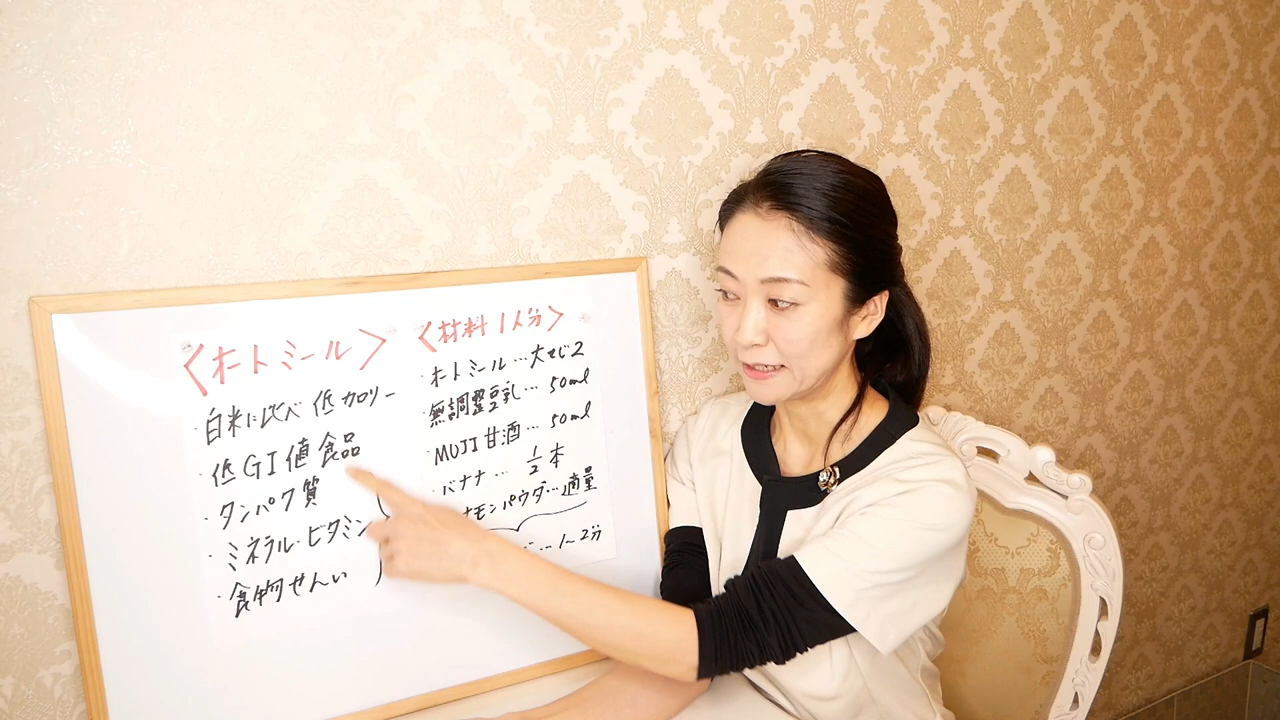 <オートミール>
・白米に比べ 低カロリー
・低GI値食品
・タンパク質
・ミネラル・ビタミン
・食物せんい
<材料 1人分>
・オートミール…大さじ2
・無調整豆乳…50ml
・MUJI甘酒…50ml
・バナナ…1/2本
モンパウダ…適量
…1〜2分